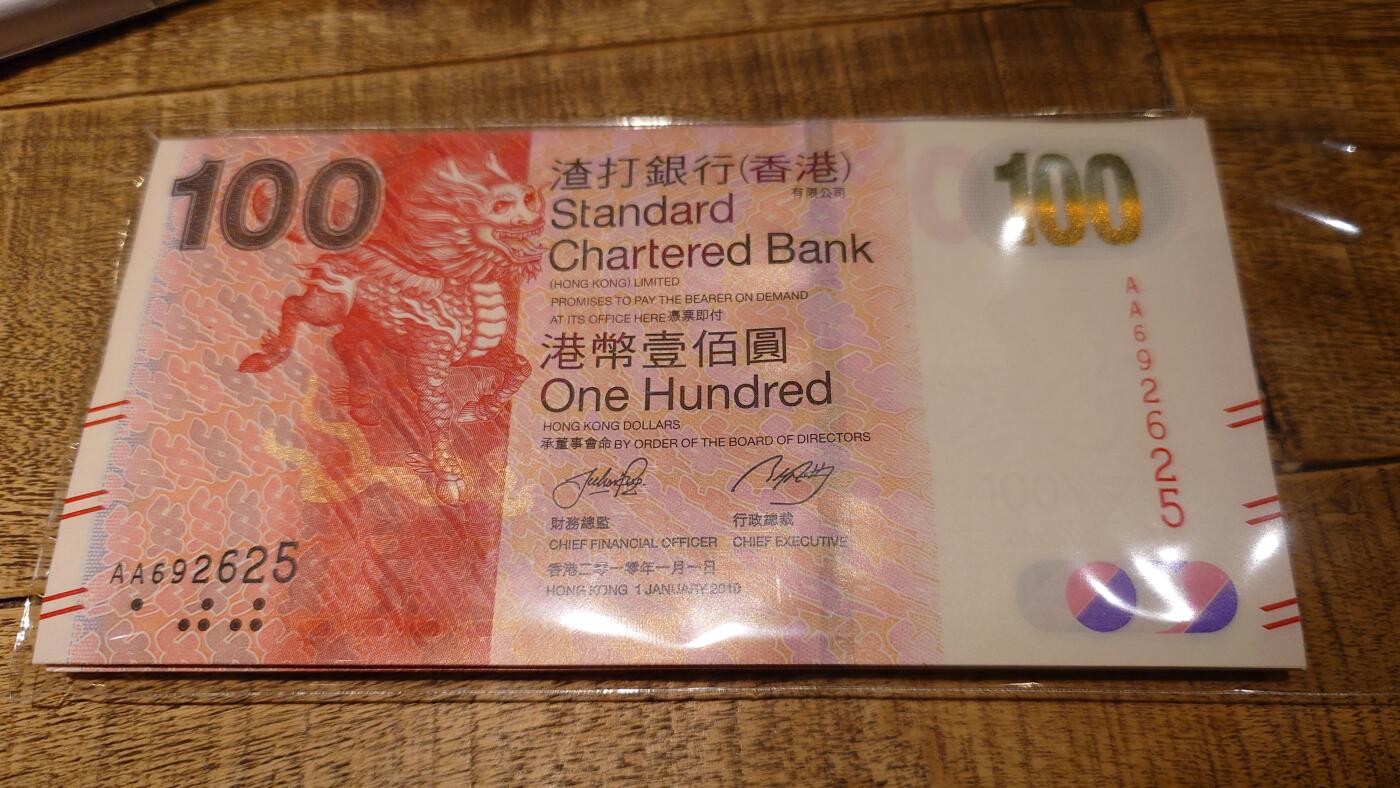 100
渣打銀行(香港)
有限公司
Standard
Chartered Bank
(HONG KONG) LIMITED
PROMISES TO PAY THE BEARER ON DEMAND
AT ITS OFFICE HERE 憑票即付
港幣壹佰圓
One Hundred
HONG KONG DOLLARS
承董事會命 BY ORDER OF THE BOARD OF DIRECTORS
財務總監 行政總裁
CHIEF FINANCIAL OFFICER CHIEF EXECUTIVE
香港二零一零年一月一日
HONG KONG 1 JANUARY 2010
AA692625
100
AA692625